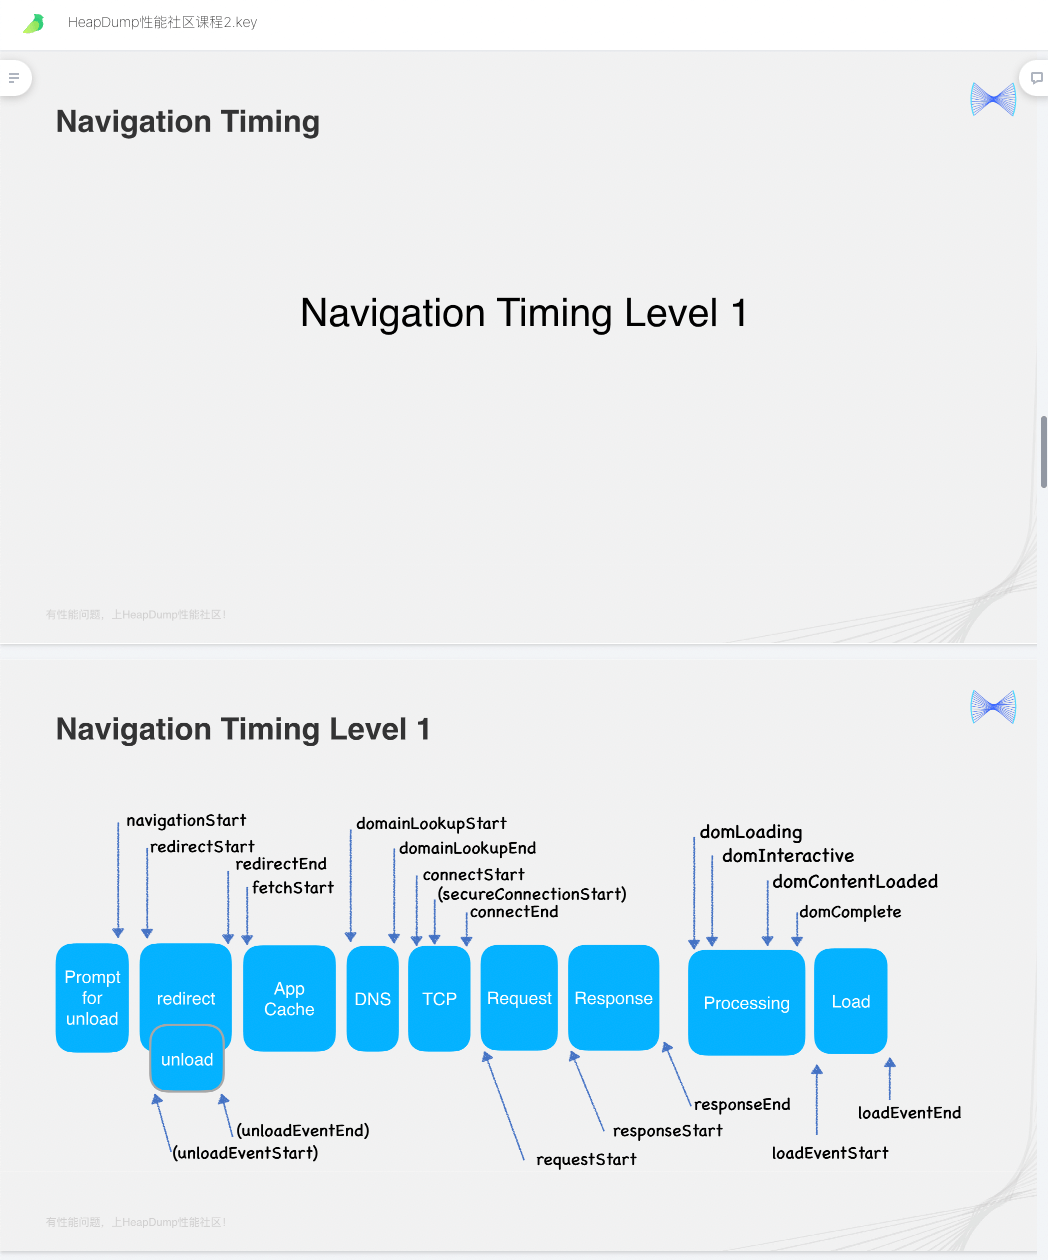 HeapDump性能社区课程2.key
Navigation Timing
Navigation Timing Level 1
有性能问题，上HeapDump性能社区!
Navigation Timing Level 1
navigationStart
redirectStart
redirectEnd
fetchStart
domainLookupStart
domainLookupEnd
connectStart
(secureConnectionStart)
connectEnd
domLoading
domInteractive
domContentLoaded
domComplete
Prompt
for
unload
redirect
unload
App
Cache
DNS
TCP
Request
Response
Processing
Load
(unloadEventEnd)
(unloadEventStart)
requestStart
responseStart
responseEnd
loadEventStart
loadEventEnd
有性能问题，上HeapDump性能社区!